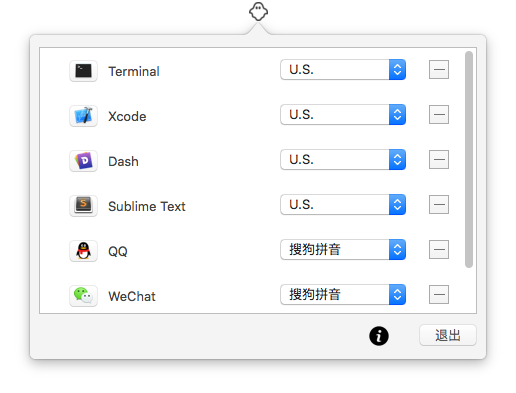 Terminal U.S.
Xcode U.S.
Dash U.S.
Sublime Text U.S.
QQ 搜狗拼音
WeChat 搜狗拼音
退出